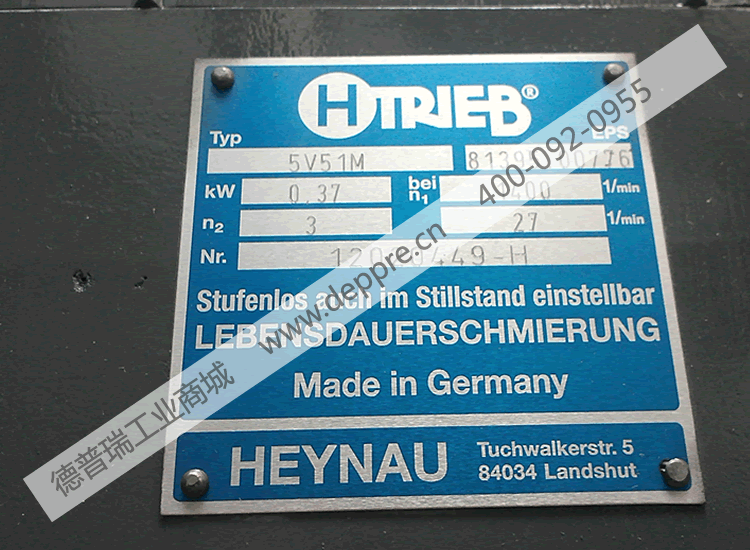 HTRIEB®
Typ EPS
5V51M
kW 0,37 bei n1 1/min
n2 3 27 1/min
Nr.
Stufenlos auch im Stillstand einstellbar
LEBENSDAUERSCHMIERUNG
Made in Germany
HEYNAU
Tuchwalkerstr. 5
84034 Landshut
德普瑞工业商城 www.deppre.cn 400-092-0955